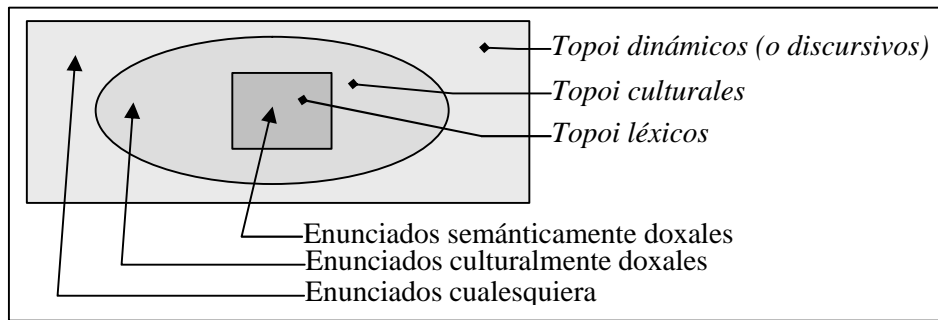 Topoi dinámicos (o discursivos)
Topoi culturales
Topoi léxicos
Enunciados semánticamente doxales
Enunciados culturalmente doxales
Enunciados cualesquiera